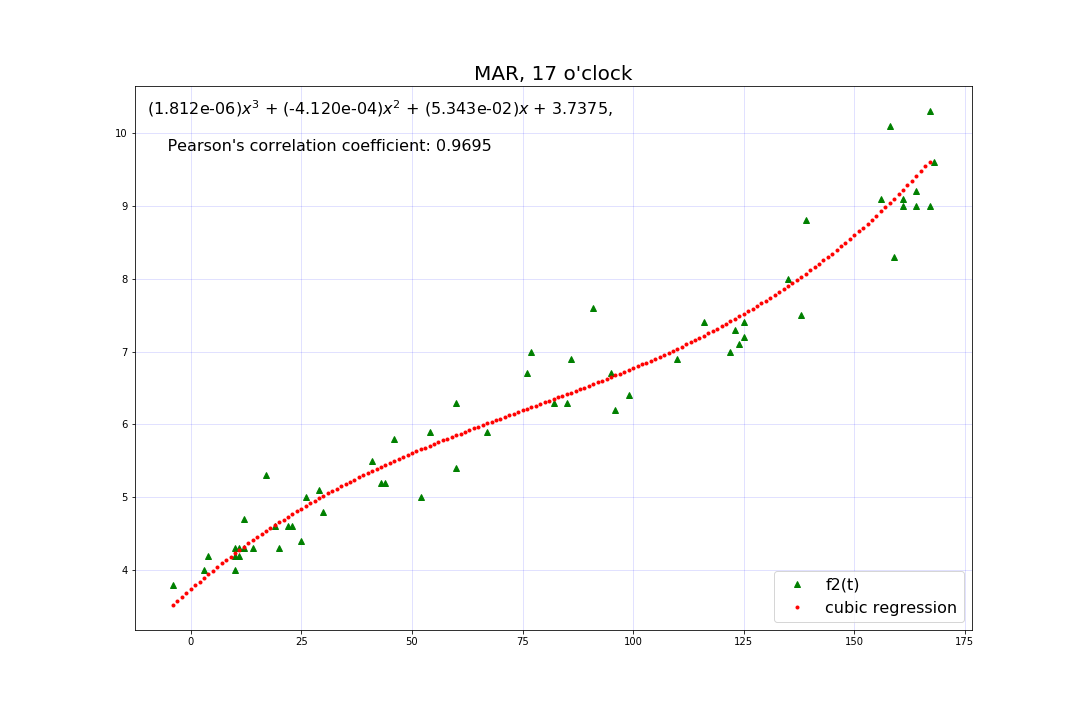 MAR, 17 o'clock
(1.812e-06)x³ + (-4.120e-04)x² + (5.343e-02)x + 3.7375,
Pearson's correlation coefficient: 0.9695
10
9
8
7
6
5
4
f2(t)
cubic regression
0 25 50 75 100 125 150 175